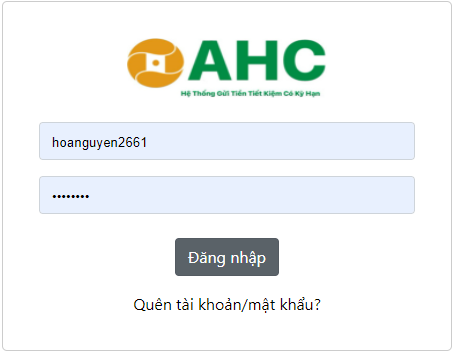 AHC
Hệ Thống Gửi Tiền Tiết Kiệm Có Kỳ Hạn
hoanguyen2661
••••••••
Đăng nhập
Quên tài khoản/mật khẩu?